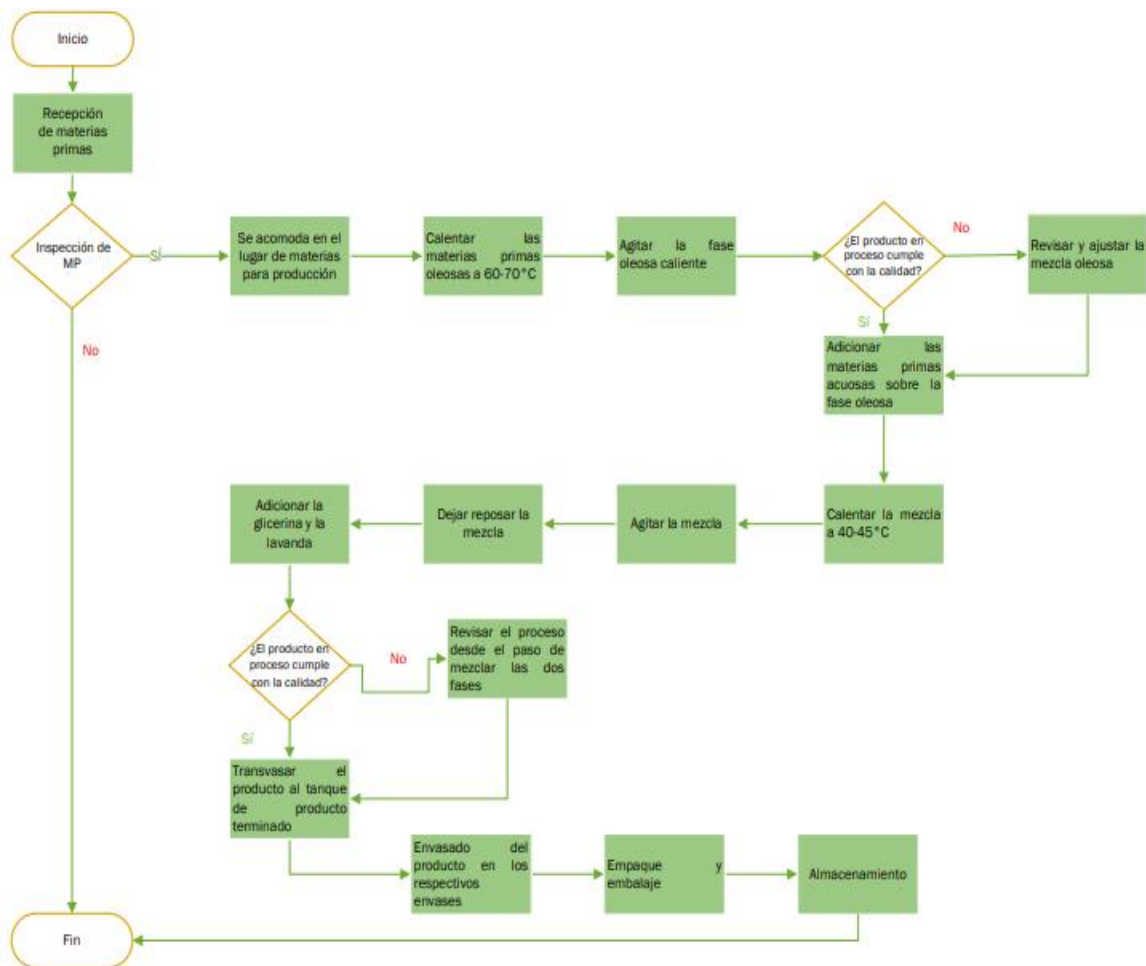 Inicio
Recepción
de materias
primas
Inspección de
MP
Sí
No
Se acomoda en el
lugar de materias
para producción
Calentar las
materias primas
oleosas a 60-70°C
Agitar la fase
oleosa caliente
¿El producto en
proceso cumple
con la calidad?
No
Revisar y ajustar la
mezcla oleosa
Sí
Adicionar las
materias primas
acuosas sobre la
fase oleosa
Calentar la mezcla
a 40-45°C
Agitar la mezcla
Dejar reposar la
mezcla
Adicionar la
glicerina y la
lavanda
¿El producto en
proceso cumple
con la calidad?
No
Revisar el proceso
desde el paso de
mezclar las dos
fases
Sí
Transvasar el
producto al tanque
de producto
terminado
Envasado del
producto en los
respectivos
envases
Empaque y
embalaje
Almacenamiento
Fin